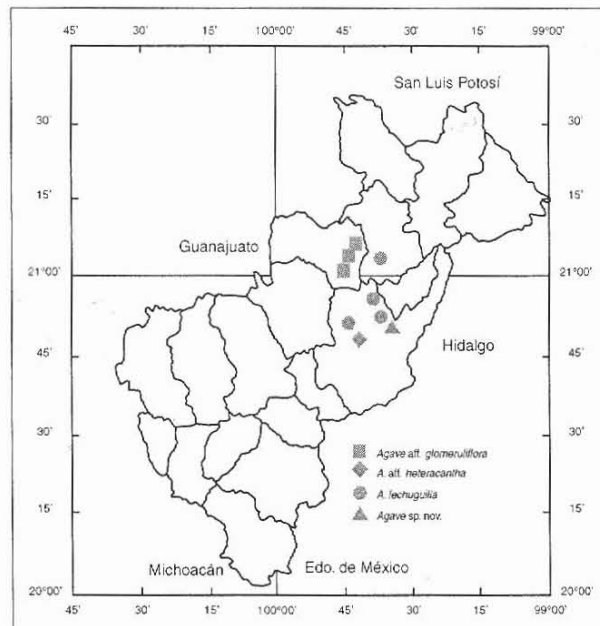 45' 30' 15' 100°00' 45' 30' 15' 99°00'
San Luis Potosí
30' 30'
15' 15'
Guanajuato
21°00' 21°00'
Hidalgo
45' 45'
30' 30'
Agave aff. glomeruliflora
A. aff. heteracantha
A. lechuguilla
15' 15'
Agave sp. nov.
Michoacán Edo. de México
20°00' 20°00'
45' 30' 15' 100°00' 45' 30' 15' 99°00'